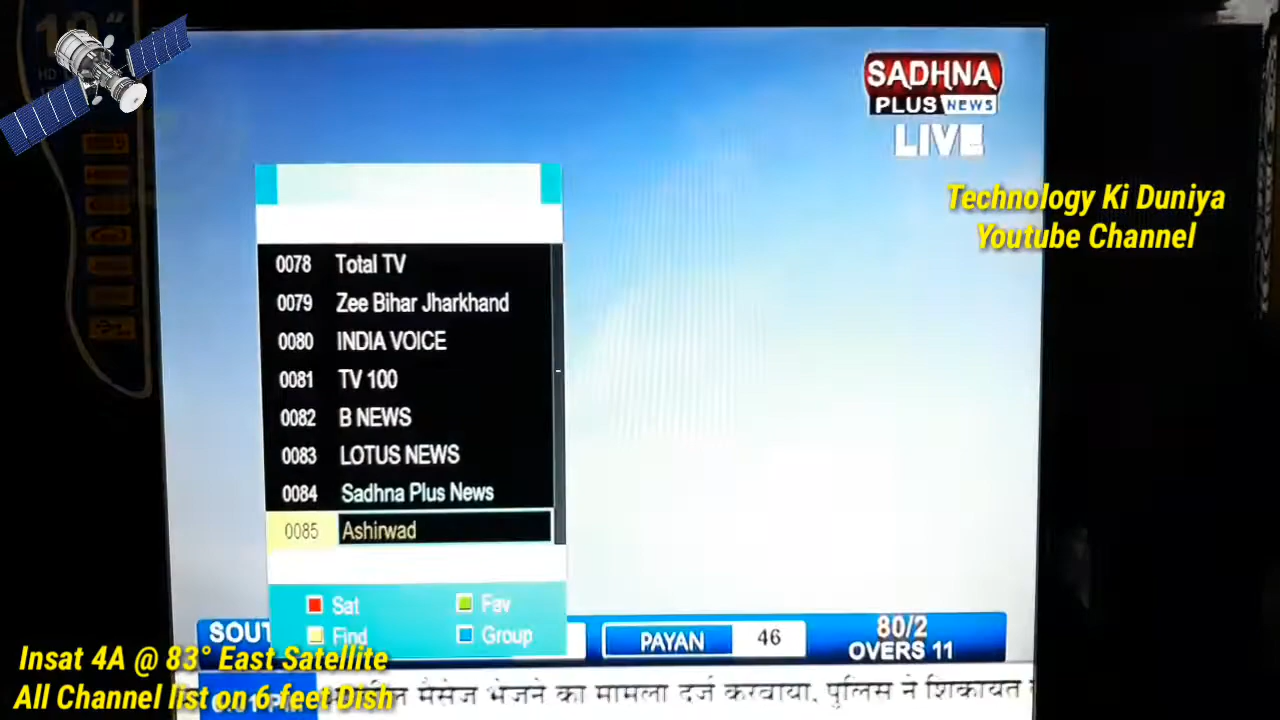 SADHNA
PLUS NEWS
LIVE
Technology Ki Duniya
Youtube Channel
0078 Total TV
0079 Zee Bihar Jharkhand
0080 INDIA VOICE
0081 TV 100
0082 B NEWS
0083 LOTUS NEWS
0084 Sadhna Plus News
0085 Ashirwad
Sat Fav
Find Group
PAYAN 46
80/2
OVERS 11
Insat 4A @ 83° East Satellite
All Channel list on 6 feet Dish
मैसेज भेजने का मामला दर्ज करवाया, पुलिस ने शिकायत